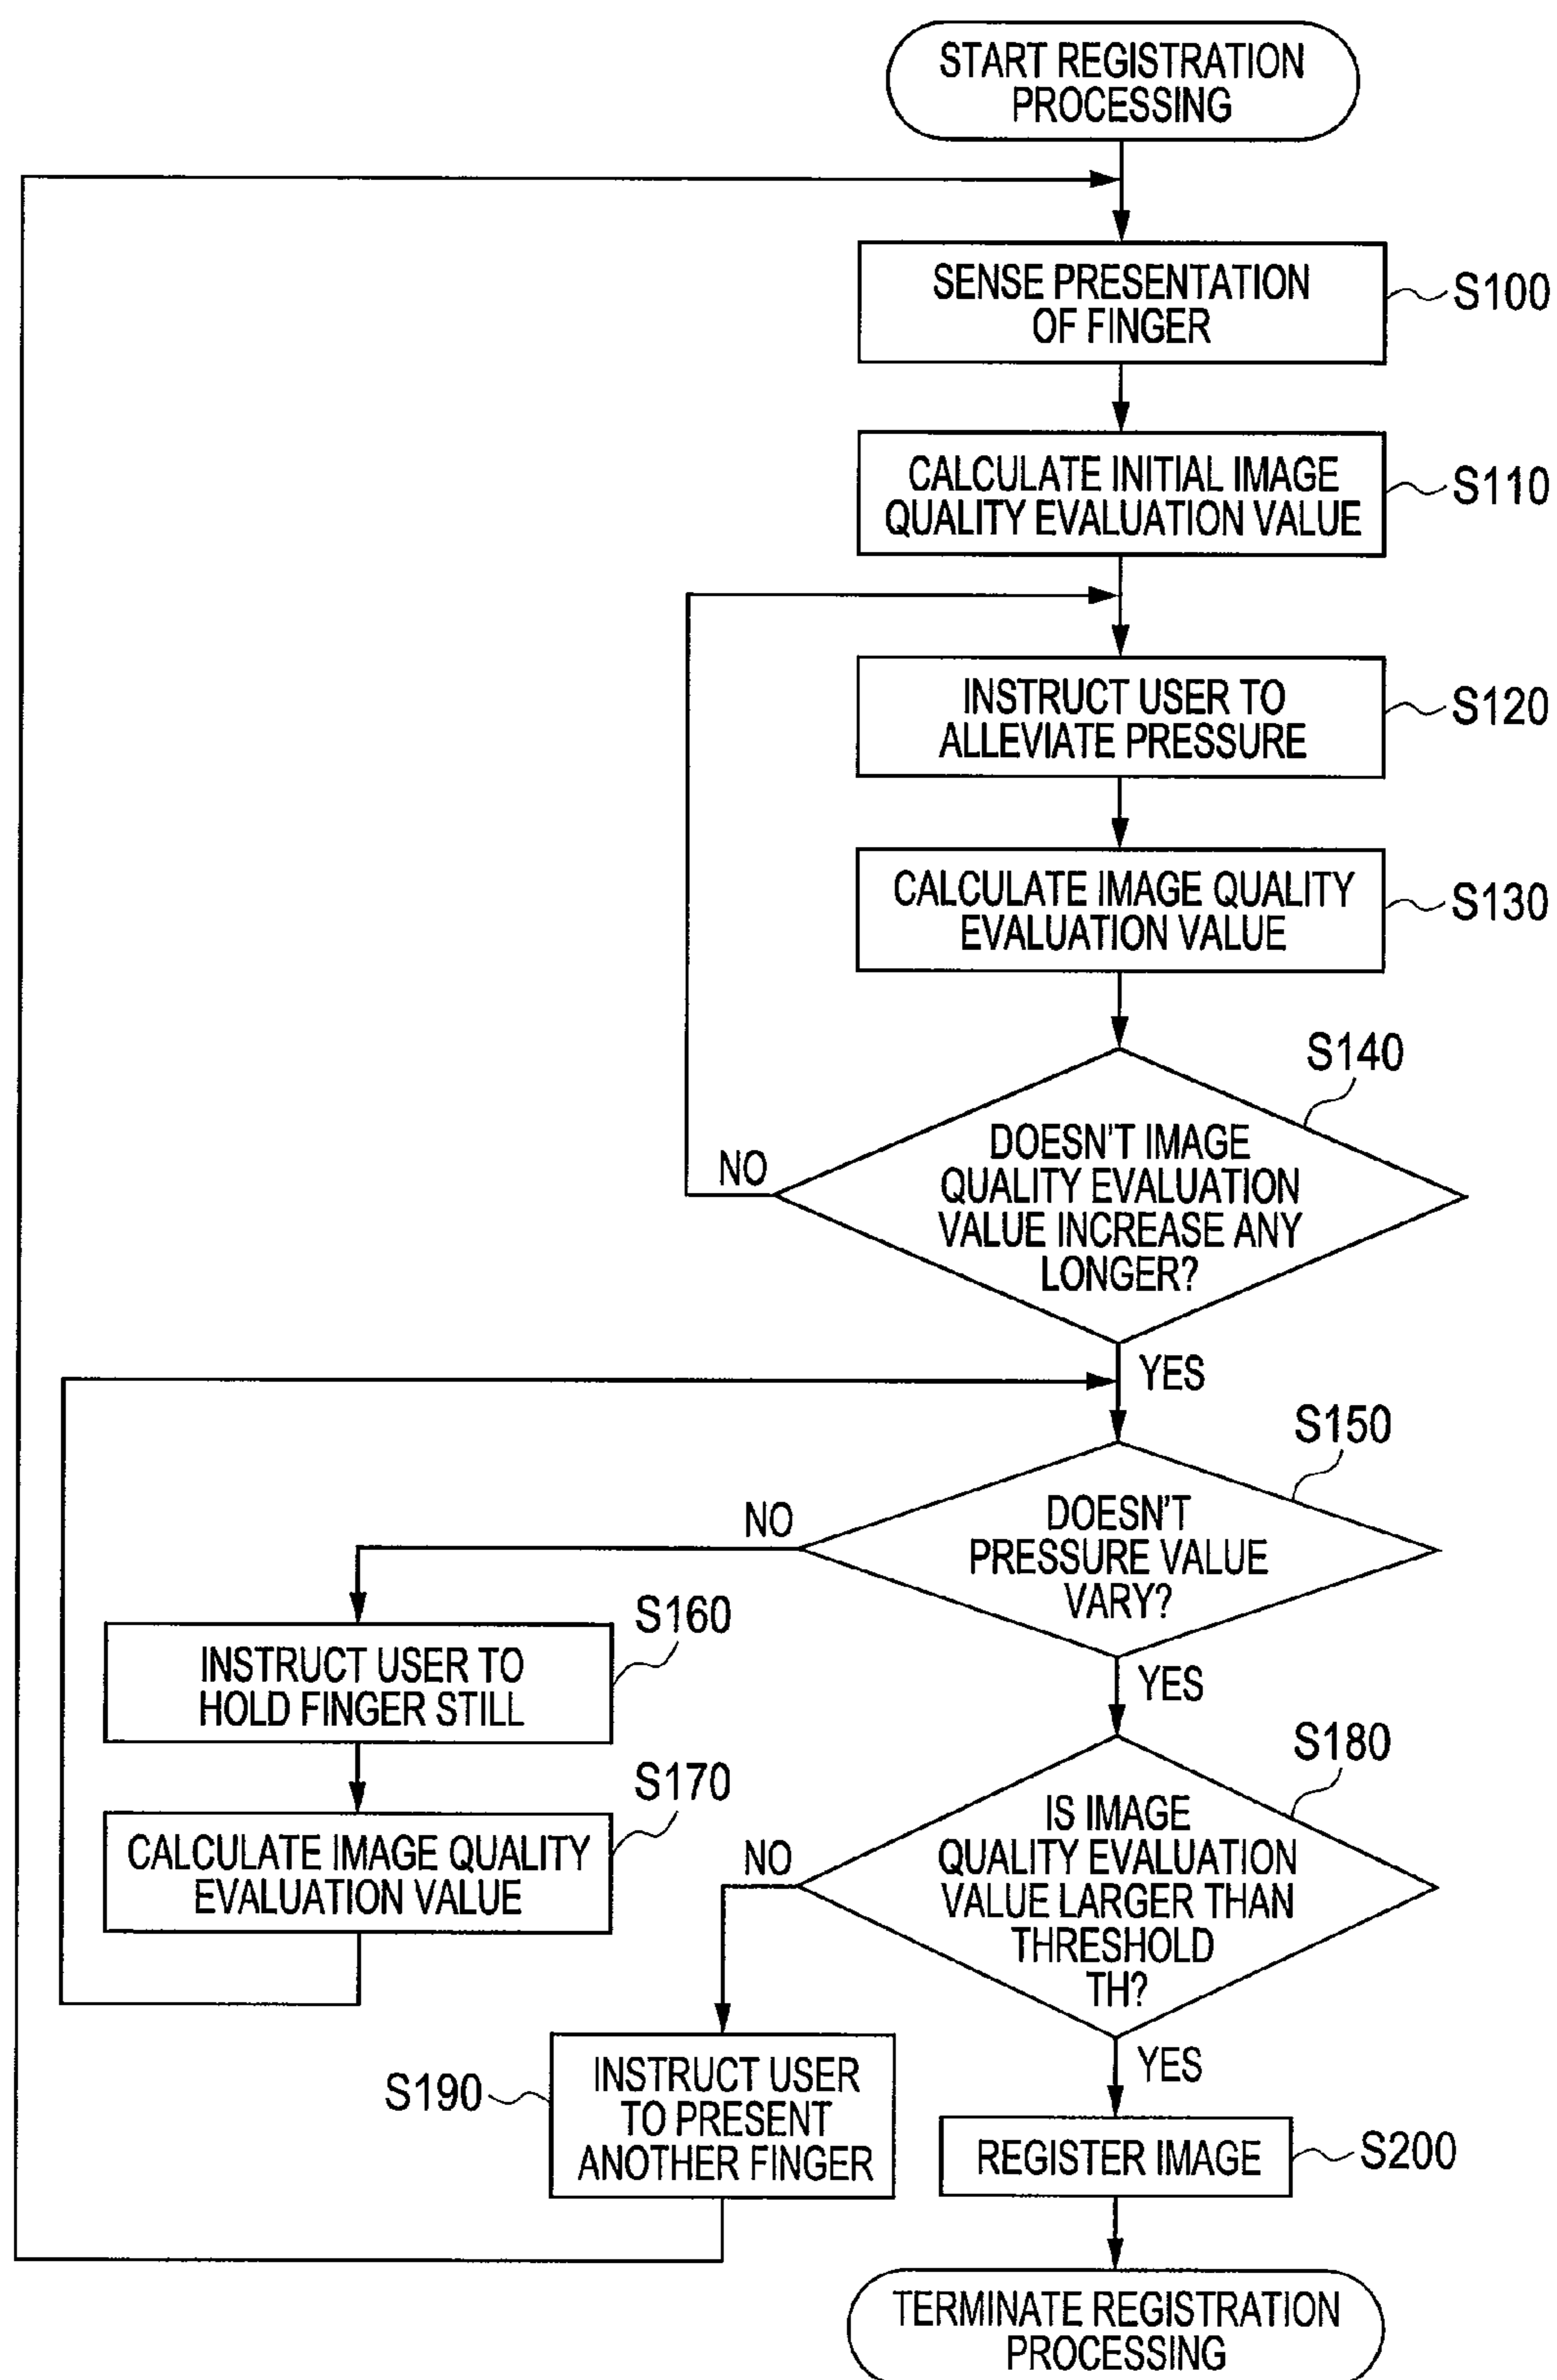 START REGISTRATION
PROCESSING
SENSE PRESENTATION
OF FINGER
S100
CALCULATE INITIAL IMAGE
QUALITY EVALUATION VALUE
S110
INSTRUCT USER TO
ALLEVIATE PRESSURE
S120
CALCULATE IMAGE QUALITY
EVALUATION VALUE
S130
S140
DOESN'T IMAGE
QUALITY EVALUATION
VALUE INCREASE ANY
LONGER?
NO
YES
S150
DOESN'T
PRESSURE VALUE
VARY?
NO
YES
S160
INSTRUCT USER TO
HOLD FINGER STILL
S170
CALCULATE IMAGE QUALITY
EVALUATION VALUE
S180
IS IMAGE
QUALITY EVALUATION
VALUE LARGER THAN
THRESHOLD
TH?
NO
YES
S190
INSTRUCT USER
TO PRESENT
ANOTHER FINGER
REGISTER IMAGE
S200
TERMINATE REGISTRATION
PROCESSING